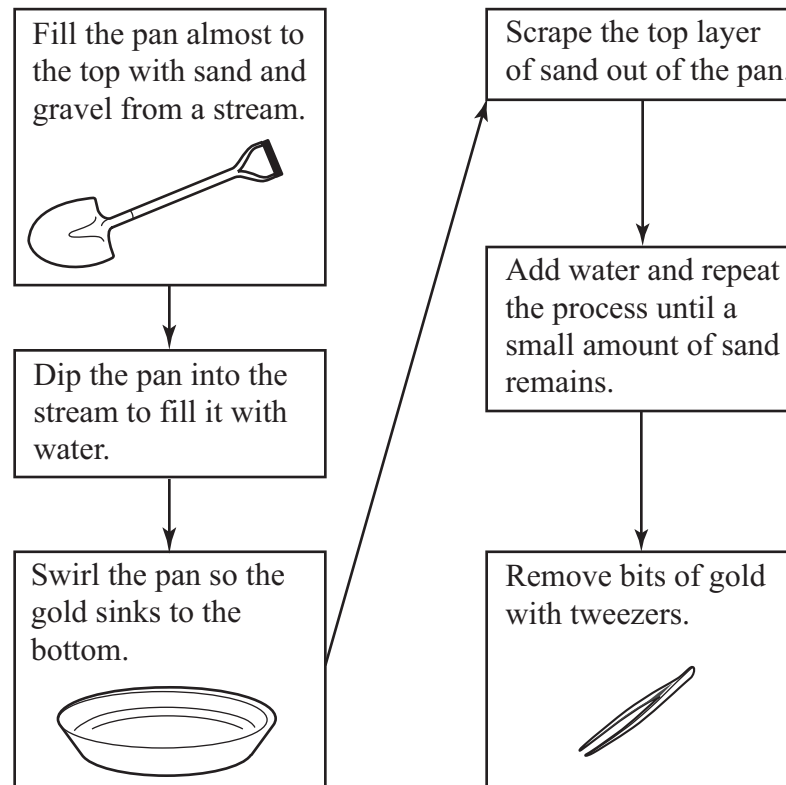 Fill the pan almost to
the top with sand and
gravel from a stream.
Dip the pan into the
stream to fill it with
water.
Swirl the pan so the
gold sinks to the
bottom.
Scrape the top layer
of sand out of the pan.
Add water and repeat
the process until a
small amount of sand
remains.
Remove bits of gold
with tweezers.